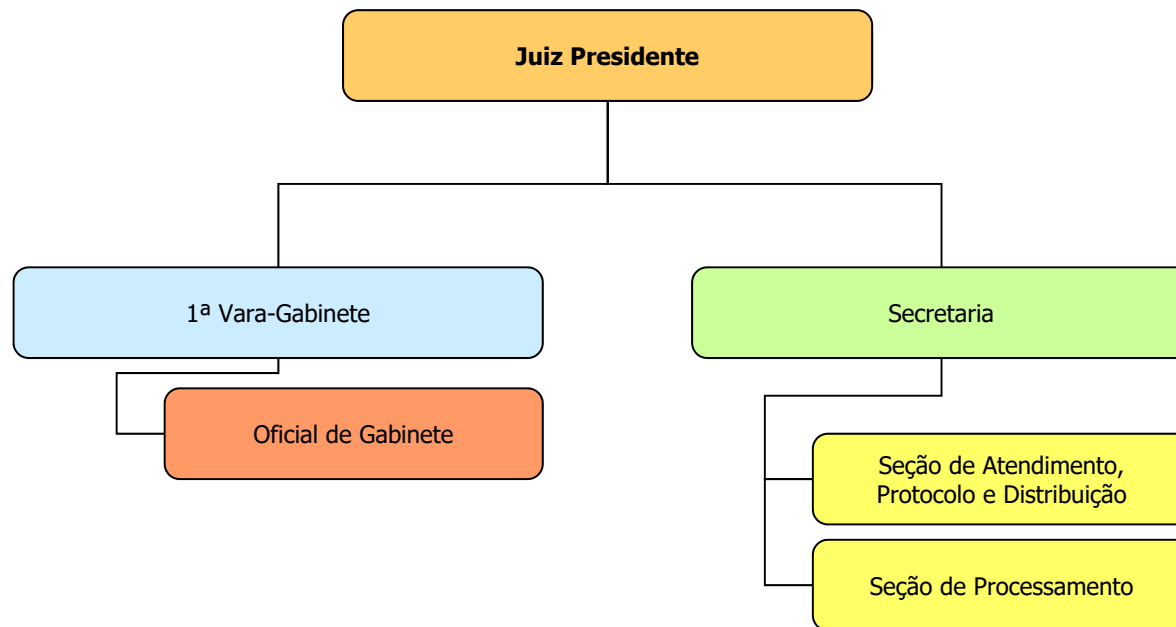 Juiz Presidente
1ª Vara-Gabinete
Secretaria
Oficial de Gabinete
Seção de Atendimento,
Protocolo e Distribuição
Seção de Processamento